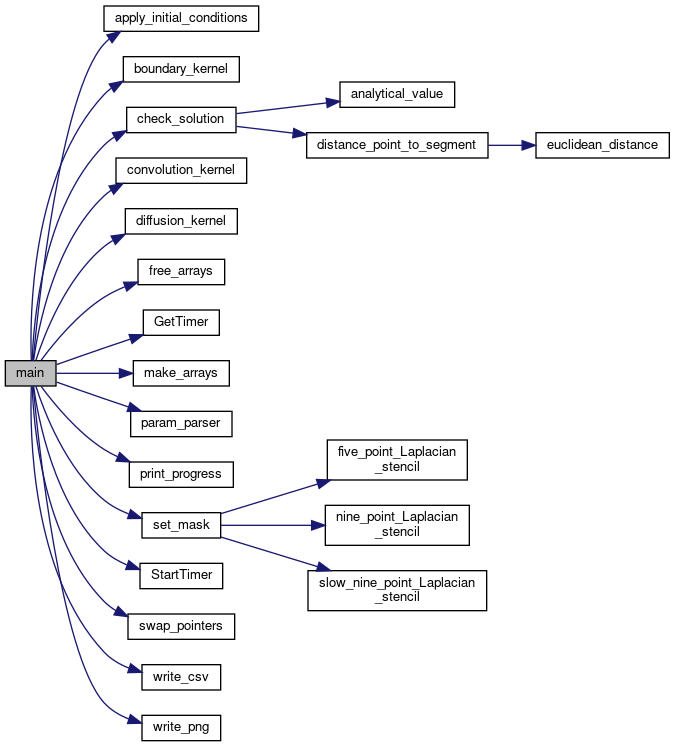 main
apply_initial_conditions
boundary_kernel
check_solution
analytical_value
distance_point_to_segment
euclidean_distance
convolution_kernel
diffusion_kernel
free_arrays
GetTimer
make_arrays
param_parser
print_progress
set_mask
five_point_Laplacian
_stencil
nine_point_Laplacian
_stencil
slow_nine_point_Laplacian
_stencil
StartTimer
swap_pointers
write_csv
write_png